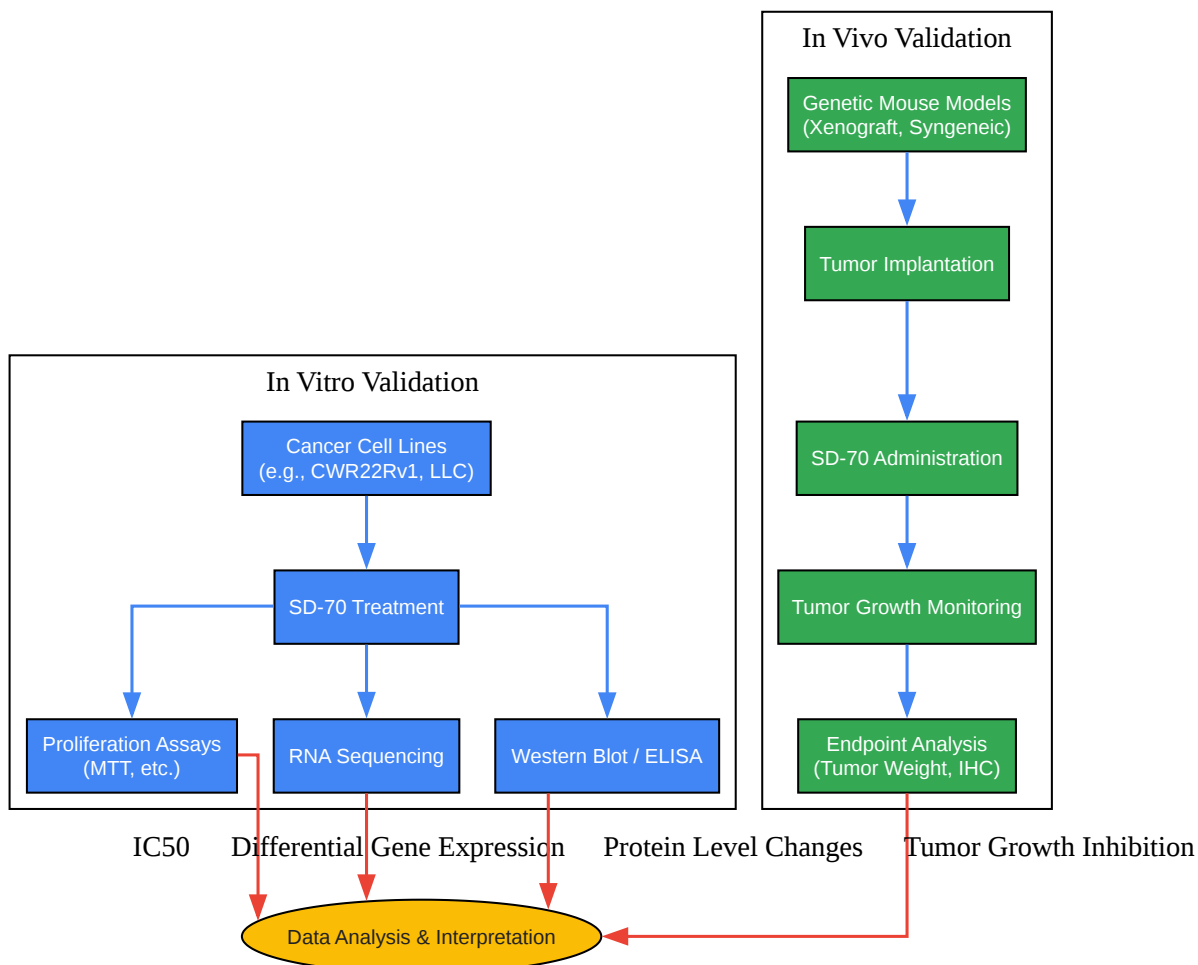 In Vivo Validation
Genetic Mouse Models
(Xenograft, Syngeneic)
Tumor Implantation
SD-70 Administration
Tumor Growth Monitoring
Endpoint Analysis
(Tumor Weight, IHC)
In Vitro Validation
Cancer Cell Lines
(e.g., CWR22Rv1, LLC)
SD-70 Treatment
Proliferation Assays
(MTT, etc.)
RNA Sequencing
Western Blot / ELISA
IC50
Differential Gene Expression
Protein Level Changes
Tumor Growth Inhibition
Data Analysis & Interpretation